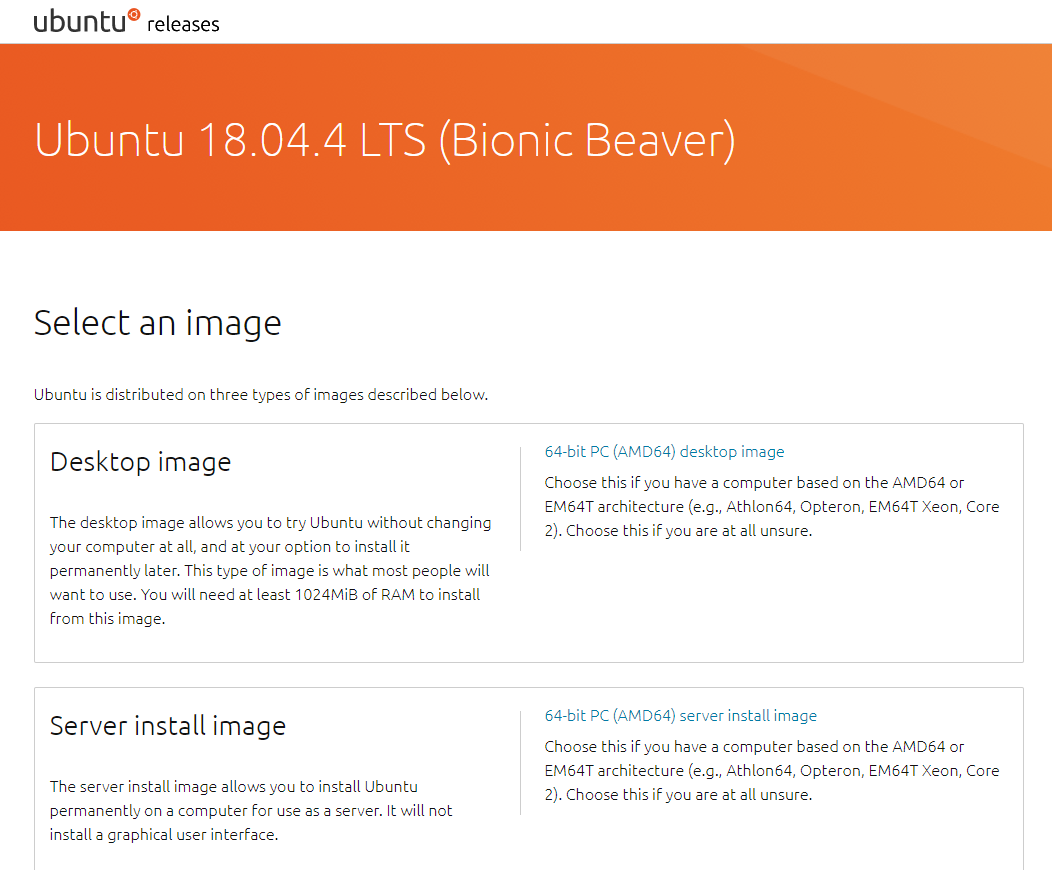 ubuntu releases
Ubuntu 18.04.4 LTS (Bionic Beaver)
Select an image
Ubuntu is distributed on three types of images described below.
Desktop image
The desktop image allows you to try Ubuntu without changing
your computer at all, and at your option to install it
permanently later. This type of image is what most people will
want to use. You will need at least 1024MiB of RAM to install
from this image.
64-bit PC (AMD64) desktop image
Choose this if you have a computer based on the AMD64 or
EM64T architecture (e.g., Athlon64, Opteron, EM64T Xeon, Core
2). Choose this if you are at all unsure.
Server install image
The server install image allows you to install Ubuntu
permanently on a computer for use as a server. It will not
install a graphical user interface.
64-bit PC (AMD64) server install image
Choose this if you have a computer based on the AMD64 or
EM64T architecture (e.g., Athlon64, Opteron, EM64T Xeon, Core
2). Choose this if you are at all unsure.